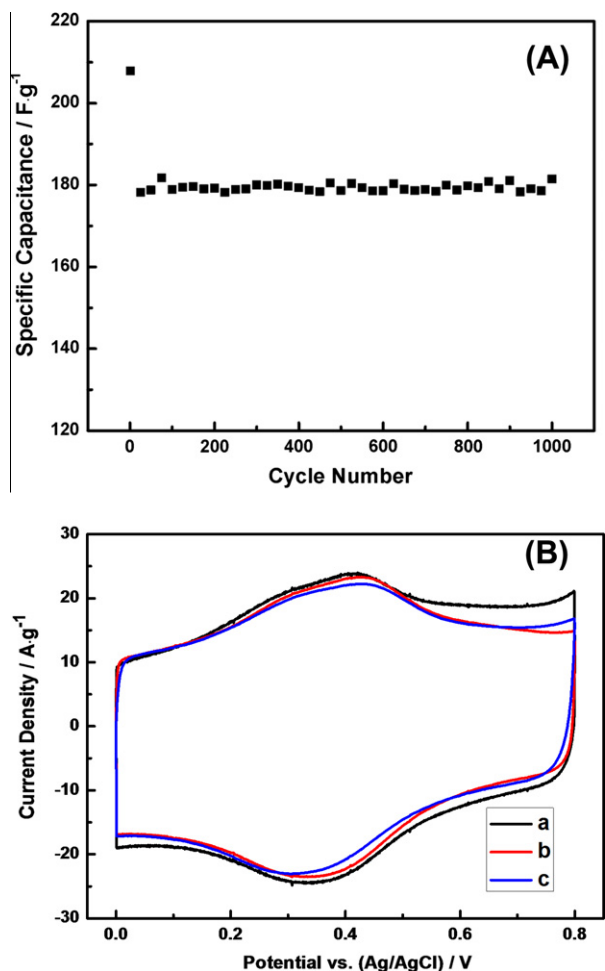 (A)
Specific Capacitance / F·g⁻¹
220
200
180
160
140
120
0 200 400 600 800 1000
Cycle Number
(B)
Current Density / A·g⁻¹
30
20
10
0
-10
-20
-30
a
b
c
0.0 0.2 0.4 0.6 0.8
Potential vs. (Ag/AgCl) / V